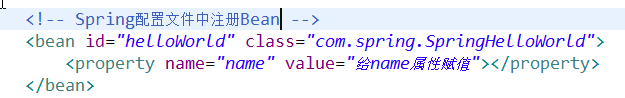 <!-- Spring配置文件中注册Bean -->
<bean id="helloWorld" class="com.spring.SpringHelloWorld">
<property name="name" value="给name属性赋值"></property>
</bean>